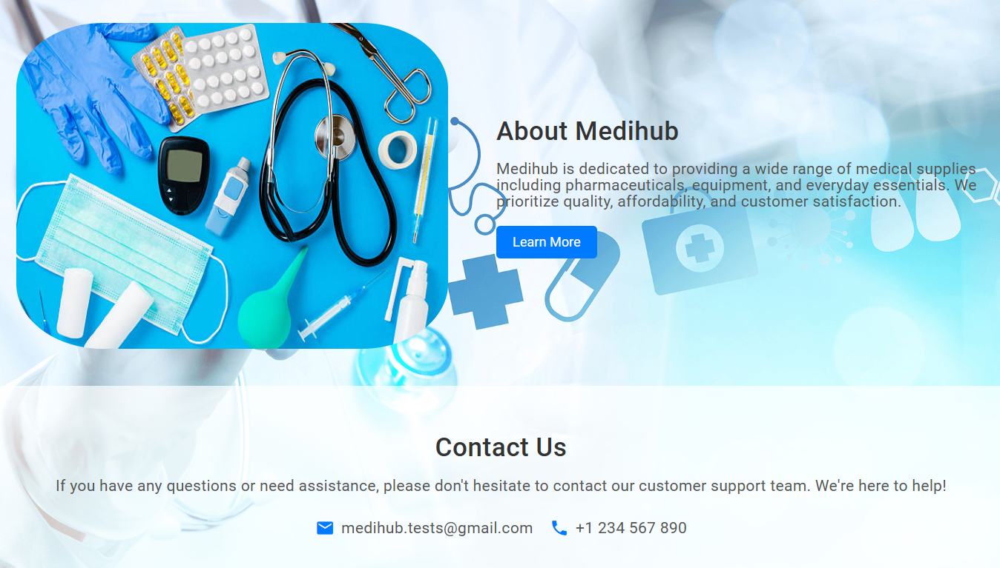 About Medihub
Medihub is dedicated to providing a wide range of medical supplies
including pharmaceuticals, equipment, and everyday essentials. We
prioritize quality, affordability, and customer satisfaction.
Learn More
Contact Us
If you have any questions or need assistance, please don't hesitate to contact our customer support team. We're here to help!
medihub.tests@gmail.com +1 234 567 890